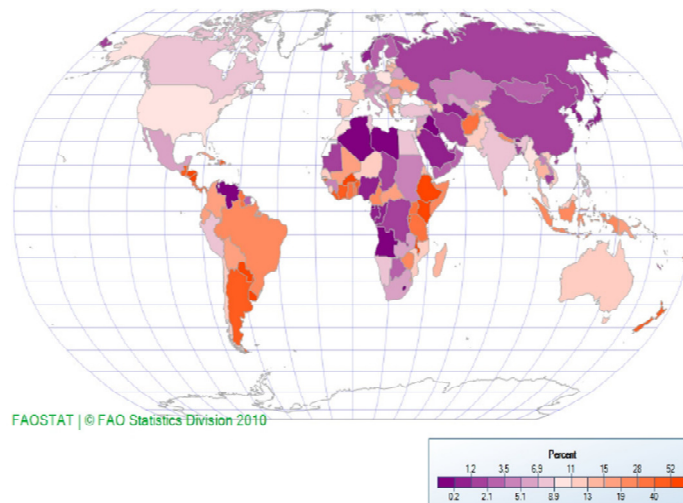 FAOSTAT | © FAO Statistics Division 2010
Percent
1.2 3.5 6.9 11 15 28 52
0.2 2.1 5.1 8.9 13 19 40